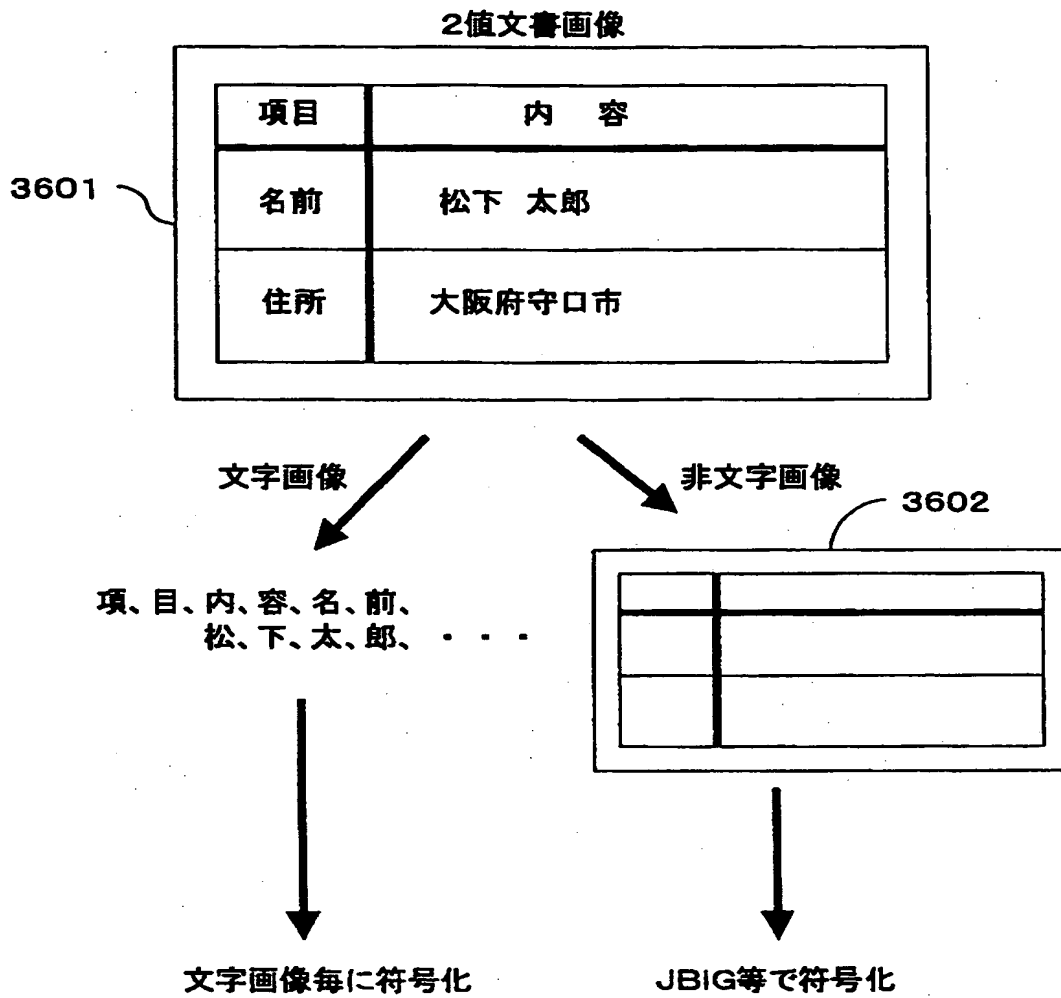 2値文書画像
項目 内 容
3601
名前 松下 太郎
住所 大阪府守口市
文字画像 非文字画像
3602
項、目、内、容、名、前、
松、下、太、郎、・・・
文字画像毎に符号化 JBIG等で符号化